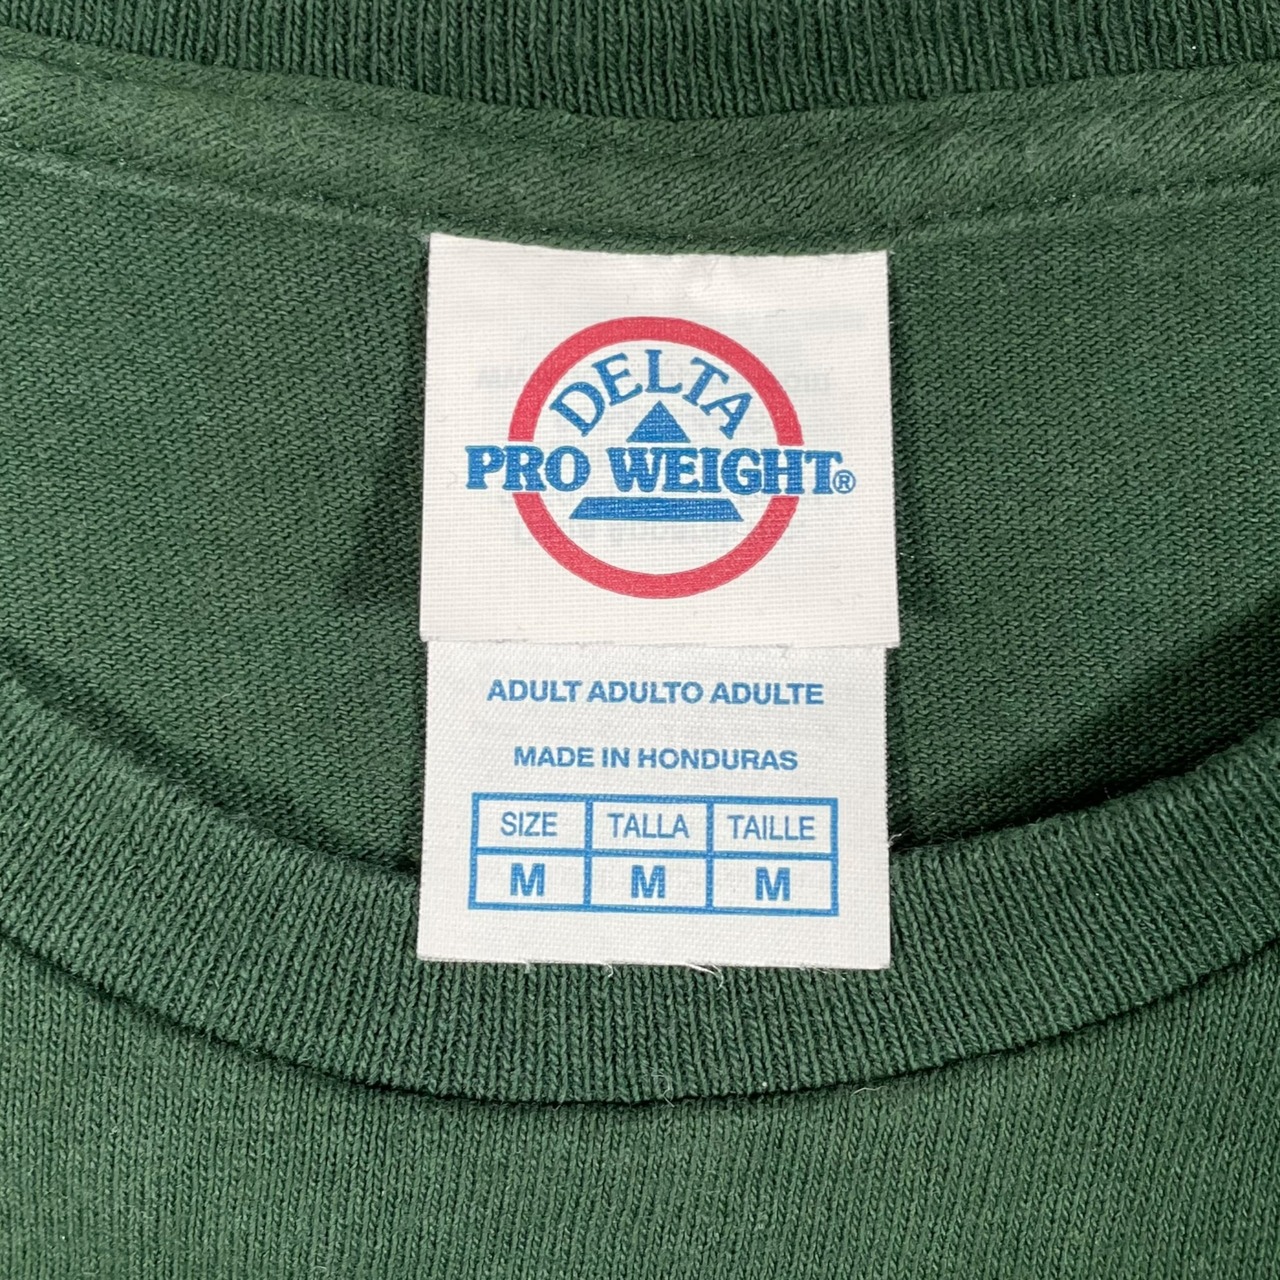 DELTA
PRO WEIGHT®
ADULT ADULTO ADULTE
MADE IN HONDURAS
SIZE TALLA TAILLE
M M M